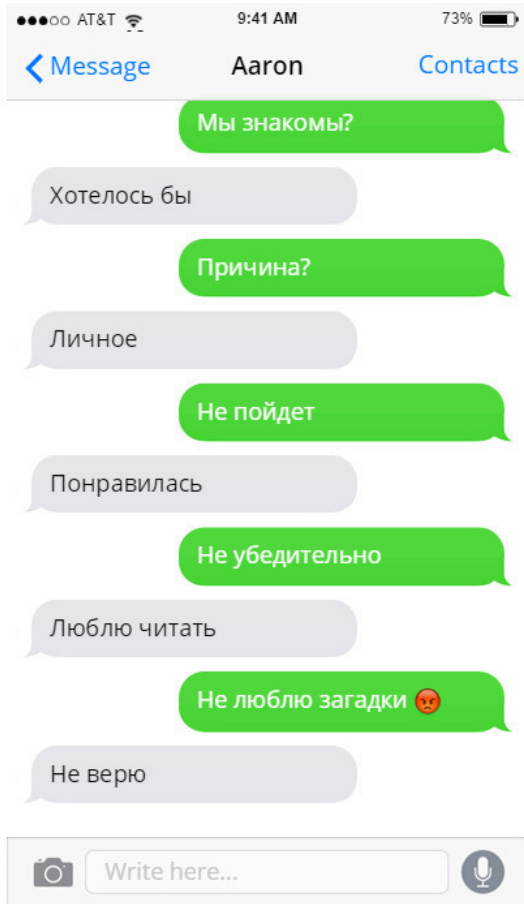 AT&T 9:41 AM 73%
Message Aaron Contacts
Мы знакомы?
Хотелось бы
Причина?
Личное
Не пойдет
Понравилась
Не убедительно
Люблю читать
Не люблю загадки 😡
Не верю
Write here...